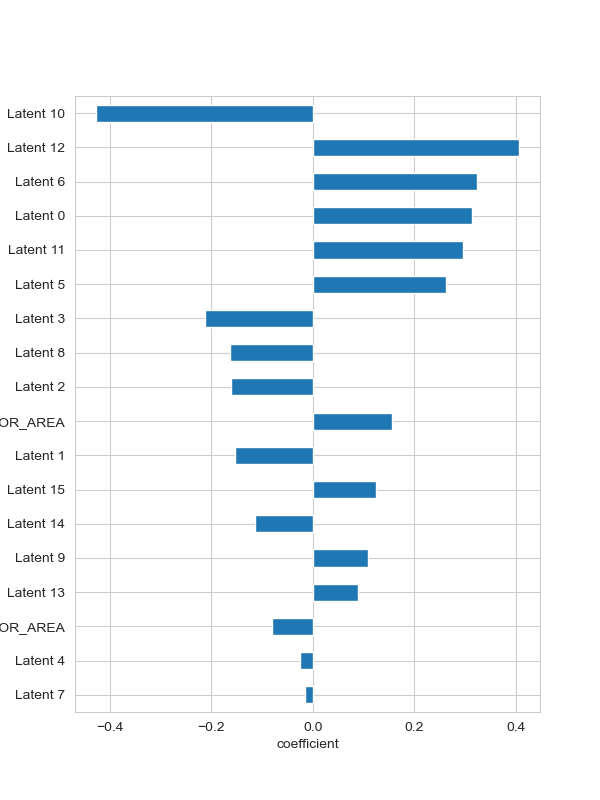 Latent 10
Latent 12
Latent 6
Latent 0
Latent 11
Latent 5
Latent 3
Latent 8
Latent 2
OR_AREA
Latent 1
Latent 15
Latent 14
Latent 9
Latent 13
OR_AREA
Latent 4
Latent 7
−0.4 −0.2 0.0 0.2 0.4
coefficient